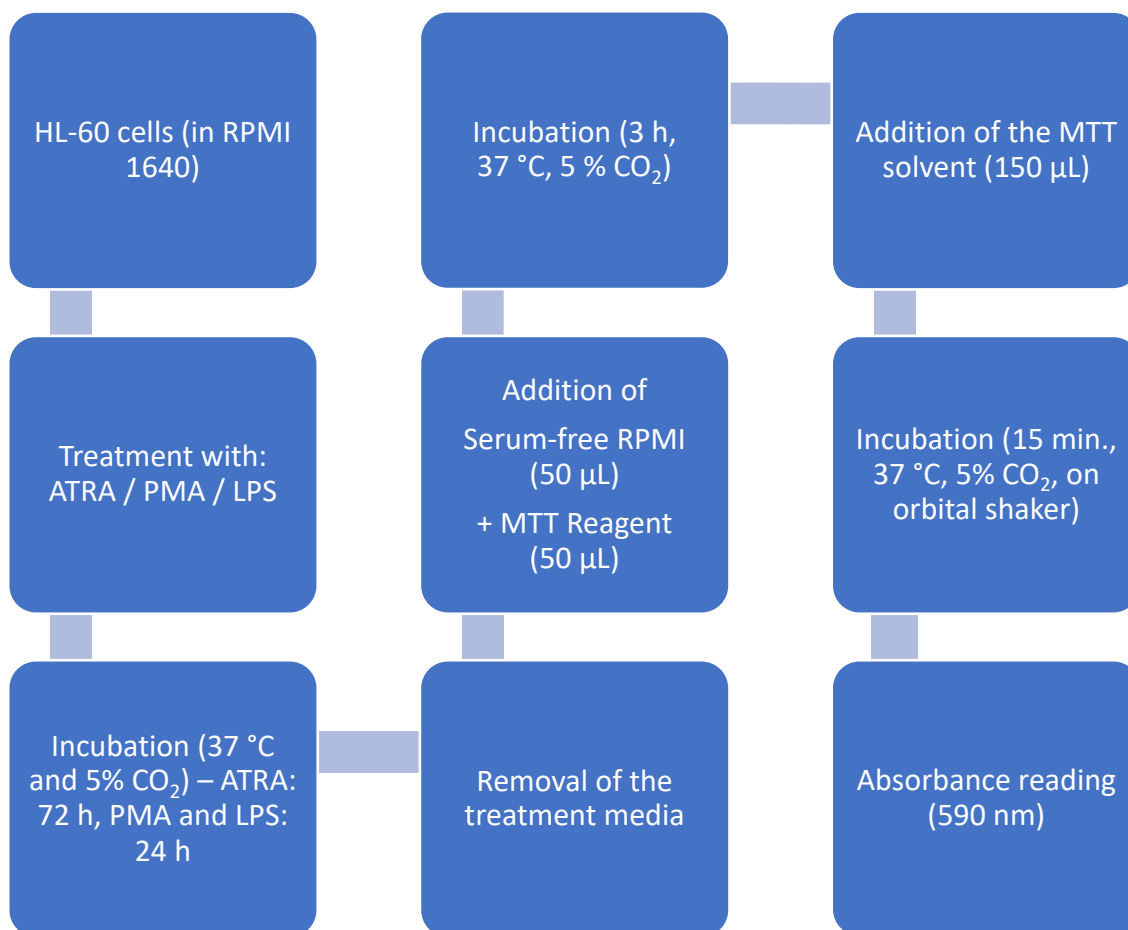 HL-60 cells (in RPMI
1640)
Treatment with:
ATRA / PMA / LPS
Incubation (37 °C
and 5% CO₂) – ATRA:
72 h, PMA and LPS:
24 h
Removal of the
treatment media
Addition of
Serum-free RPMI
(50 µL)
+ MTT Reagent
(50 µL)
Incubation (3 h,
37 °C, 5 % CO₂)
Addition of the MTT
solvent (150 µL)
Incubation (15 min.,
37 °C, 5% CO₂, on
orbital shaker)
Absorbance reading
(590 nm)